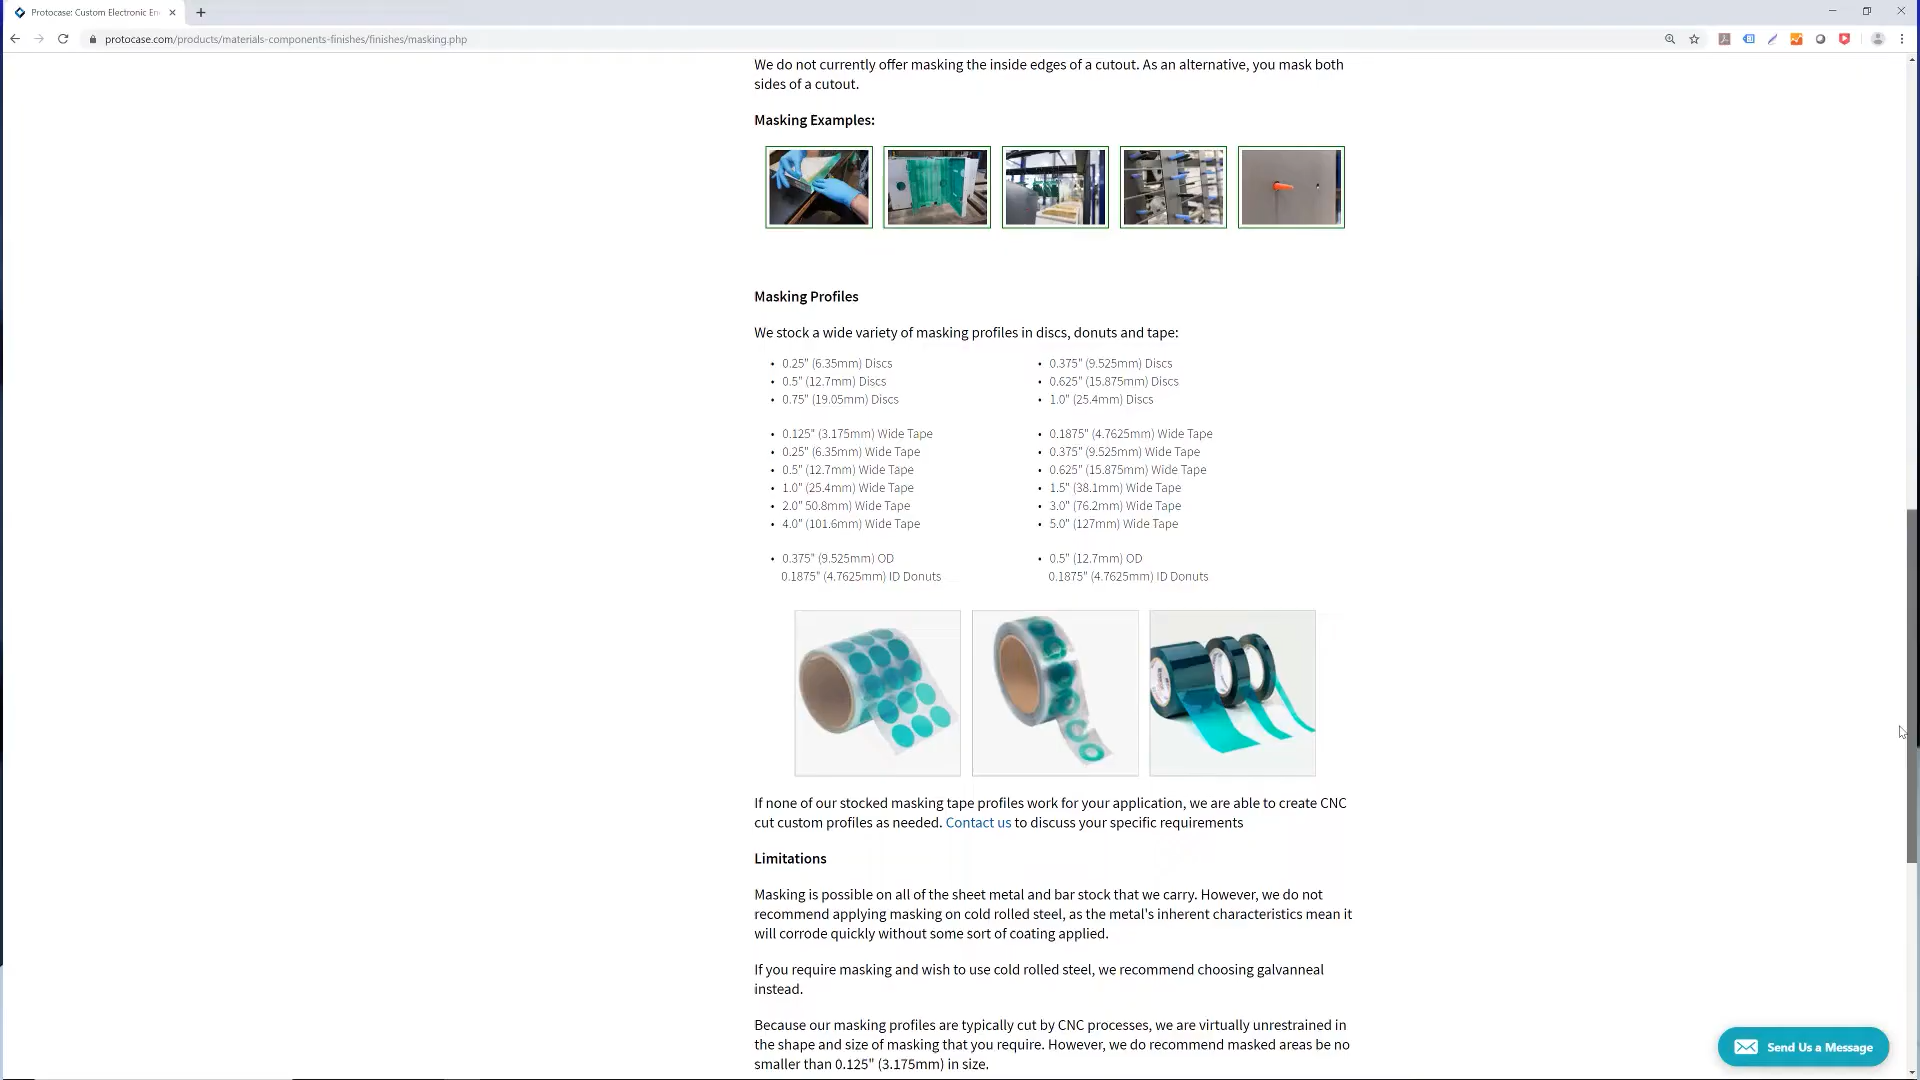 Protocase: Custom Electronic En
protocase.com/products/materials-components-finishes/finishes/masking.php
We do not currently offer masking the inside edges of a cutout. As an alternative, you mask both
sides of a cutout.
Masking Examples:
Masking Profiles
We stock a wide variety of masking profiles in discs, donuts and tape:
• 0.25" (6.35mm) Discs
• 0.5" (12.7mm) Discs
• 0.75" (19.05mm) Discs
• 0.375" (9.525mm) Discs
• 0.625" (15.875mm) Discs
• 1.0" (25.4mm) Discs
• 0.125" (3.175mm) Wide Tape
• 0.25" (6.35mm) Wide Tape
• 0.5" (12.7mm) Wide Tape
• 1.0" (25.4mm) Wide Tape
• 2.0" 50.8mm) Wide Tape
• 4.0" (101.6mm) Wide Tape
• 0.1875" (4.7625mm) Wide Tape
• 0.375" (9.525mm) Wide Tape
• 0.625" (15.875mm) Wide Tape
• 1.5" (38.1mm) Wide Tape
• 3.0" (76.2mm) Wide Tape
• 5.0" (127mm) Wide Tape
• 0.375" (9.525mm) OD
0.1875" (4.7625mm) ID Donuts
• 0.5" (12.7mm) OD
0.1875" (4.7625mm) ID Donuts
If none of our stocked masking tape profiles work for your application, we are able to create CNC
cut custom profiles as needed. Contact us to discuss your specific requirements
Limitations
Masking is possible on all of the sheet metal and bar stock that we carry. However, we do not
recommend applying masking on cold rolled steel, as the metal's inherent characteristics mean it
will corrode quickly without some sort of coating applied.
If you require masking and wish to use cold rolled steel, we recommend choosing galvanneal
instead.
Because our masking profiles are typically cut by CNC processes, we are virtually unrestrained in
the shape and size of masking that you require. However, we do recommend masked areas be no
smaller than 0.125" (3.175mm) in size.
Send Us a Message